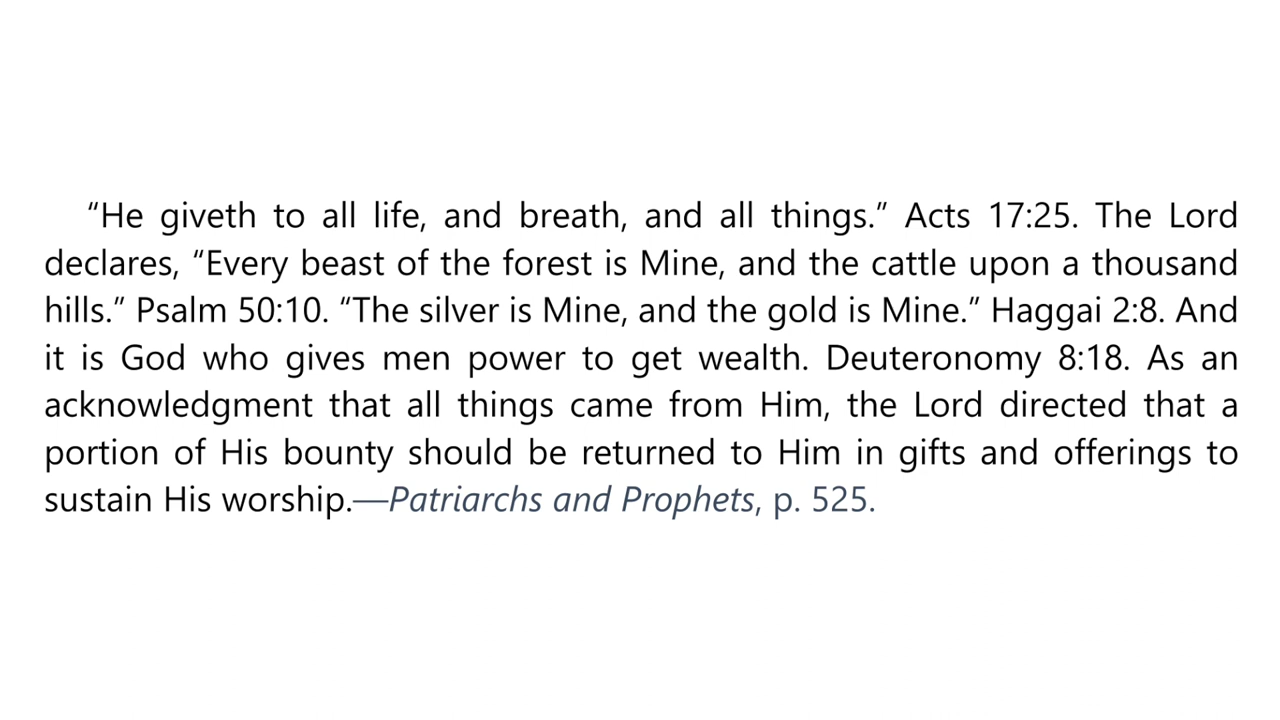 “He giveth to all life, and breath, and all things.” Acts 17:25. The Lord
declares, “Every beast of the forest is Mine, and the cattle upon a thousand
hills.” Psalm 50:10. “The silver is Mine, and the gold is Mine.” Haggai 2:8. And
it is God who gives men power to get wealth. Deuteronomy 8:18. As an
acknowledgment that all things came from Him, the Lord directed that a
portion of His bounty should be returned to Him in gifts and offerings to
sustain His worship.—Patriarchs and Prophets, p. 525.